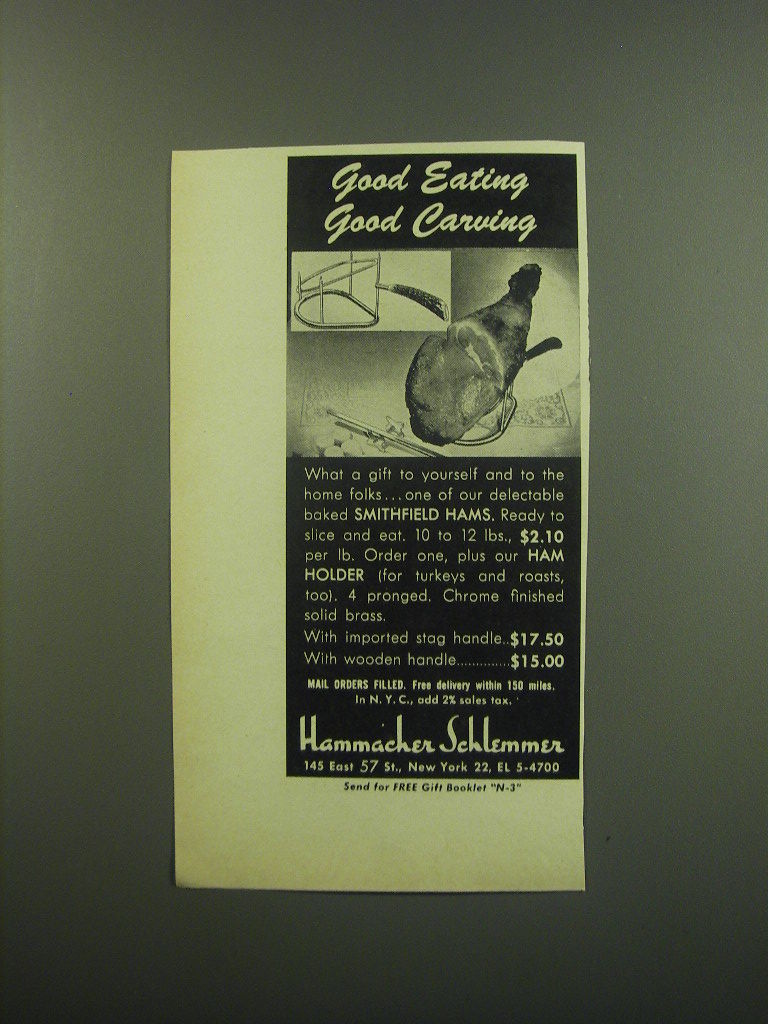 Good Eating
Good Carving
What a gift to yourself and to the
home folks...one of our delectable
baked SMITHFIELD HAMS. Ready to
slice and eat. 10 to 12 lbs., $2.10
per lb. Order one, plus our HAM
HOLDER (for turkeys and roasts,
too). 4 pronged. Chrome finished
solid brass.
With imported stag handle..$17.50
With wooden handle.............$15.00
MAIL ORDERS FILLED. Free delivery within 150 miles.
In N. Y. C., add 2% sales tax.
Hammacher Schlemmer
145 East 57 St., New York 22, EL 5-4700
Send for FREE Gift Booklet "N-3"